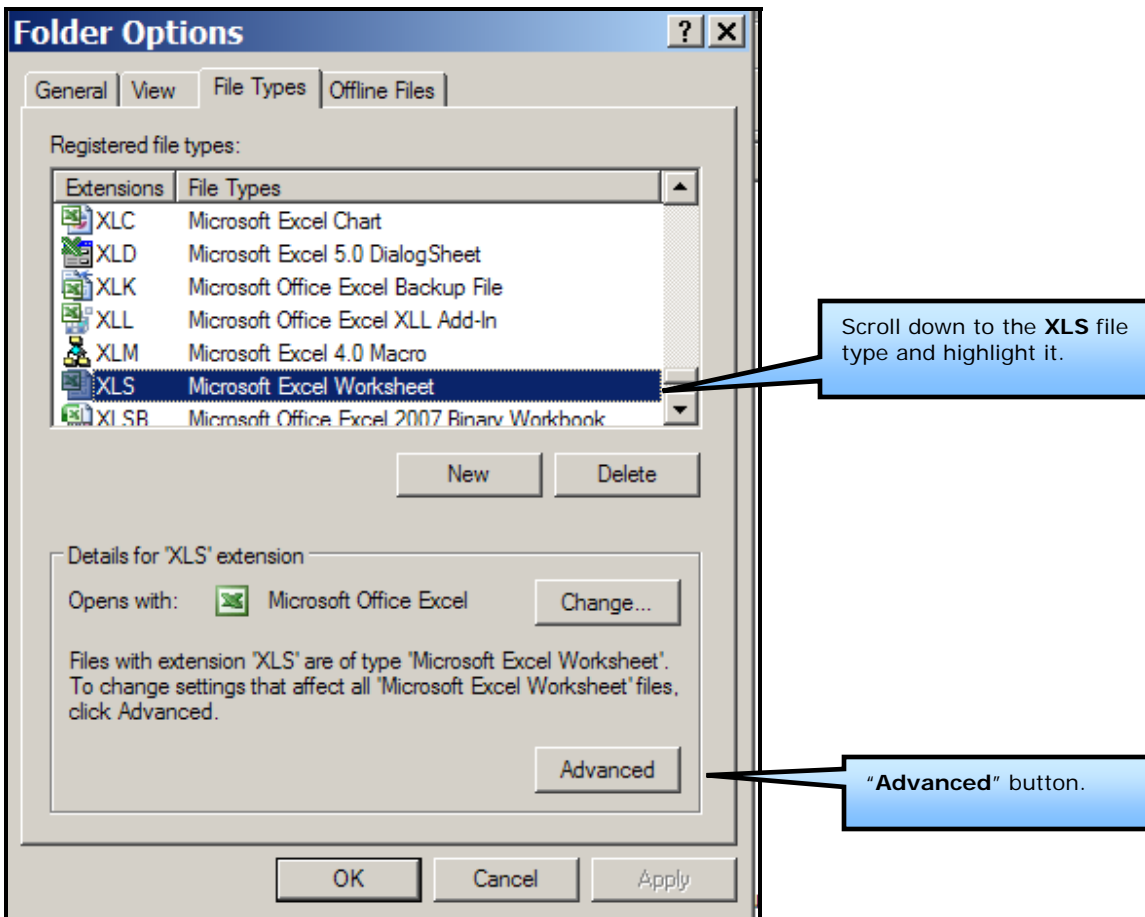 Folder Options
General View File Types Offline Files
Registered file types:
Extensions File Types
XLC Microsoft Excel Chart
XLD Microsoft Excel 5.0 DialogSheet
XLK Microsoft Office Excel Backup File
XLL Microsoft Office Excel XLL Add-In
XLM Microsoft Excel 4.0 Macro
XLS Microsoft Excel Worksheet
XLSB Microsoft Office Excel 2007 Binary Workbook
Scroll down to the XLS file
type and highlight it.
New Delete
Details for 'XLS' extension
Opens with: Microsoft Office Excel Change...
Files with extension 'XLS' are of type 'Microsoft Excel Worksheet'.
To change settings that affect all 'Microsoft Excel Worksheet' files,
click Advanced.
Advanced
“Advanced” button.
OK Cancel Apply